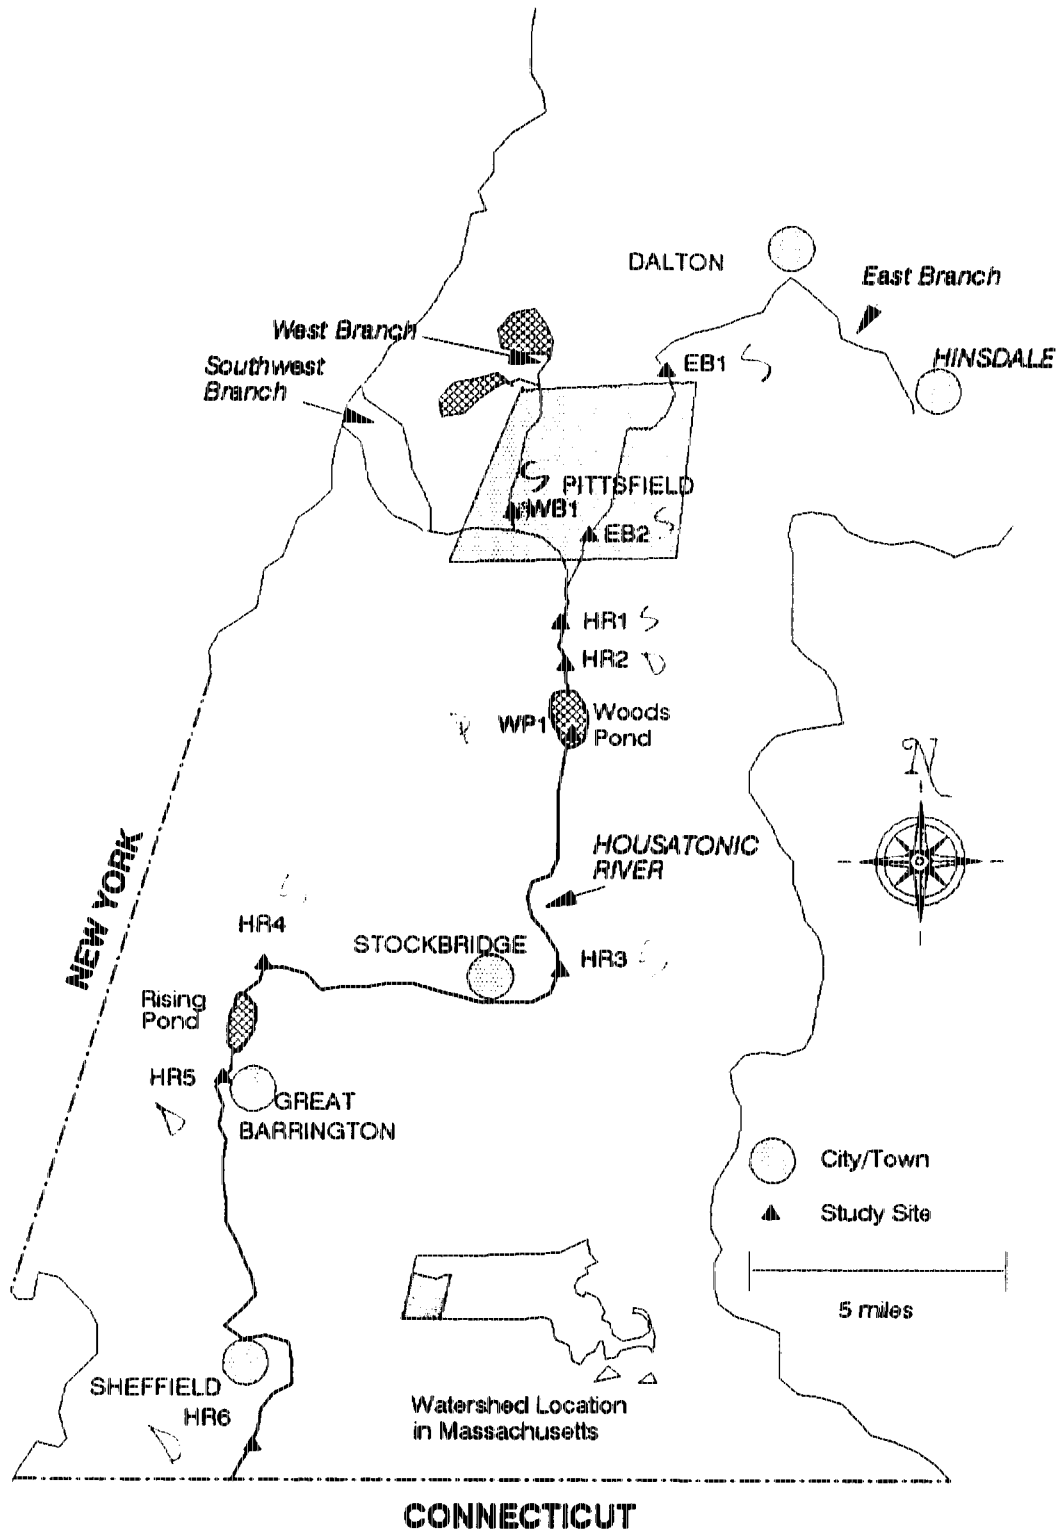 DALTON
East Branch
West Branch
HINSDALE
Southwest
Branch
EB1 S
S PITTSFIELD
WB1
EB2 S
HR1 S
HR2 D
WP1
Woods
Pond
N
HOUSATONIC
RIVER
NEW YORK
HR4
STOCKBRIDGE
HR3
Rising
Pond
HR5
GREAT
BARRINGTON
D
City/Town
Study Site
5 miles
SHEFFIELD
HR6
D
Watershed Location
in Massachusetts
CONNECTICUT